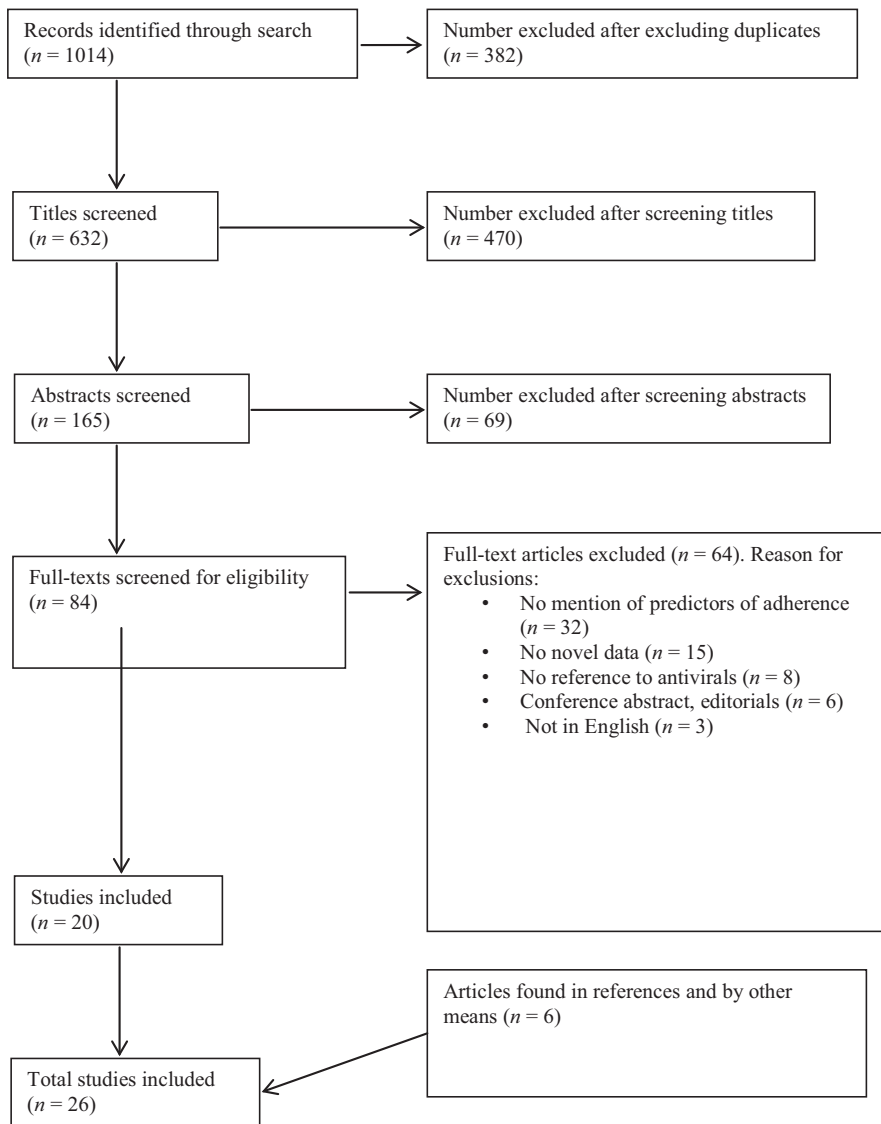 Records identified through search
(n = 1014)
Number excluded after excluding duplicates
(n = 382)
Titles screened
(n = 632)
Number excluded after screening titles
(n = 470)
Abstracts screened
(n = 165)
Number excluded after screening abstracts
(n = 69)
Full-texts screened for eligibility
(n = 84)
Full-text articles excluded (n = 64). Reason for
exclusions:
• No mention of predictors of adherence
(n = 32)
• No novel data (n = 15)
• No reference to antivirals (n = 8)
• Conference abstract, editorials (n = 6)
• Not in English (n = 3)
Studies included
(n = 20)
Articles found in references and by other
means (n = 6)
Total studies included
(n = 26)